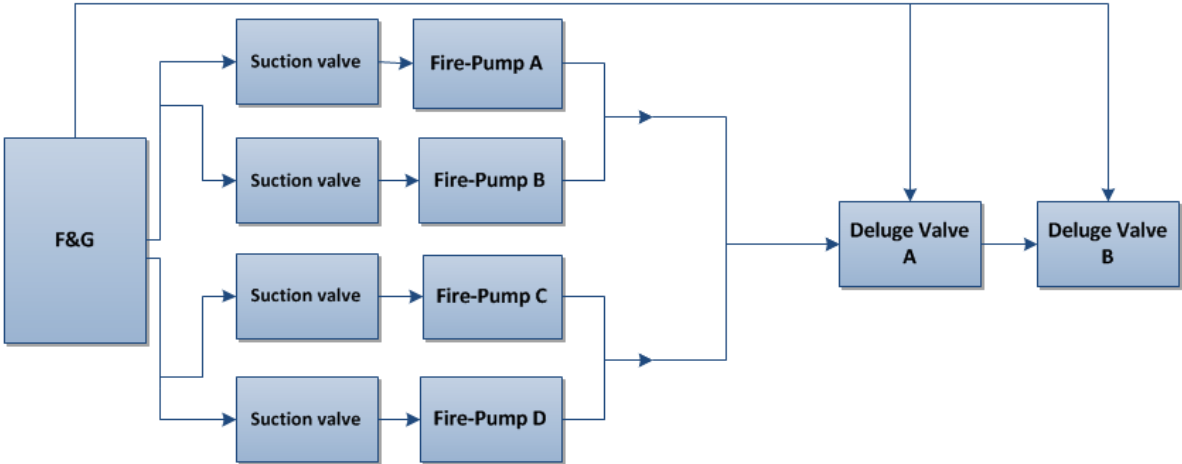 Suction valve
Fire-Pump A
Suction valve
Fire-Pump B
F&G
Suction valve
Fire-Pump C
Suction valve
Fire-Pump D
Deluge Valve
A
Deluge Valve
B